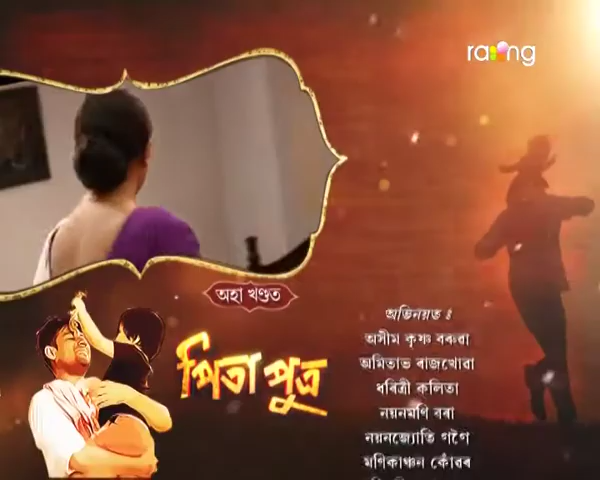 rang
অহা খণ্ডত
পিতা পুত্ৰ
অভিনয়ত ঃ
অসীম কৃষ্ণ বৰুৱা
অমিতাভ ৰাজখোৱা
ধৰিত্ৰী কলিতা
নয়নমণি বৰা
নয়নজ্যোতি গগৈ
মণিকাঞ্চন কোঁৱৰ